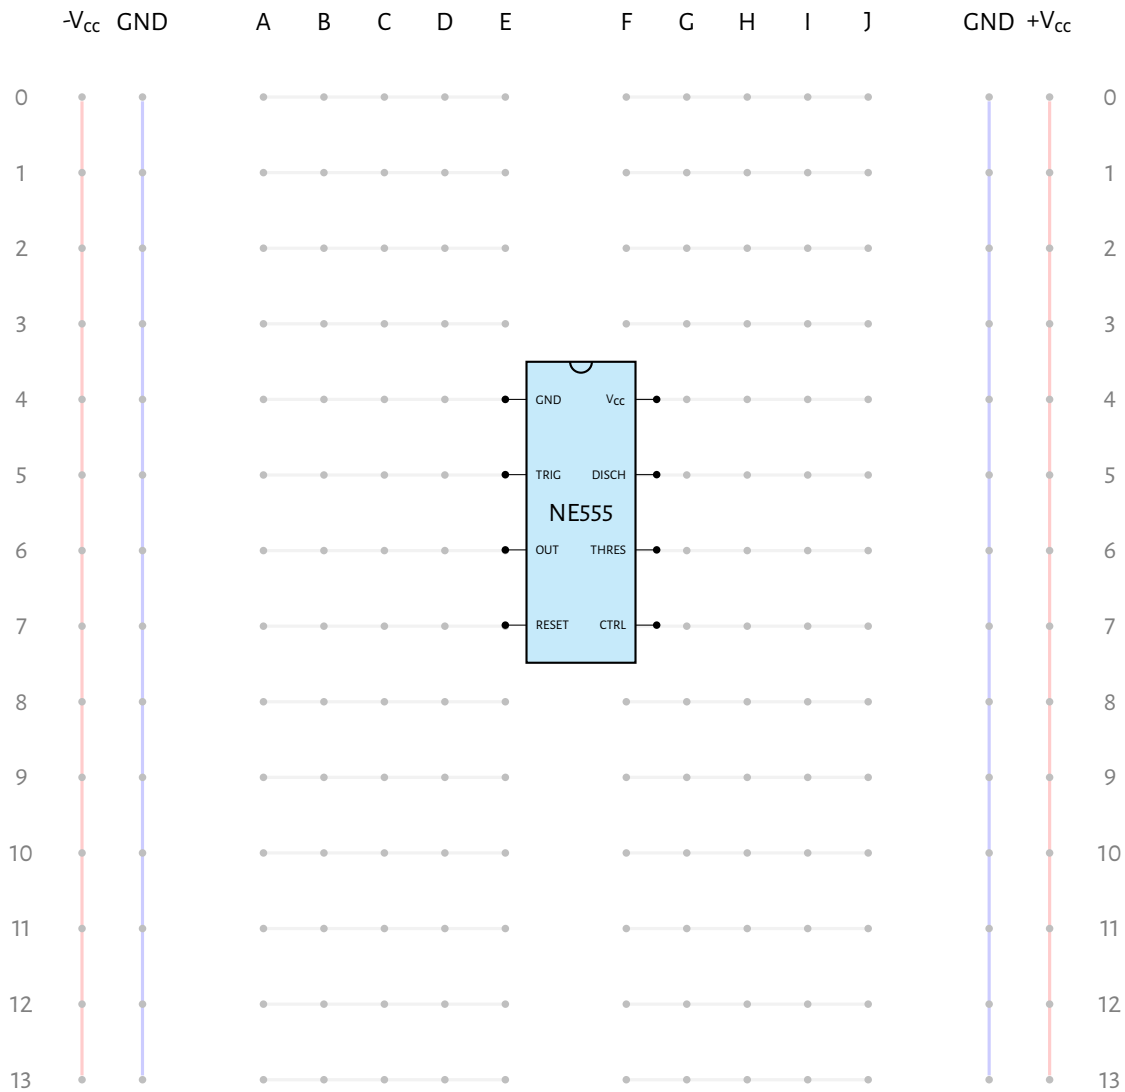 -Vcc GND A B C D E F G H I J GND +Vcc
0 0
1 1
2 2
3 3
4 GND Vcc 4
5 TRIG DISCH 5
NE555
6 OUT THRES 6
7 RESET CTRL 7
8 8
9 9
10 10
11 11
12 12
13 13